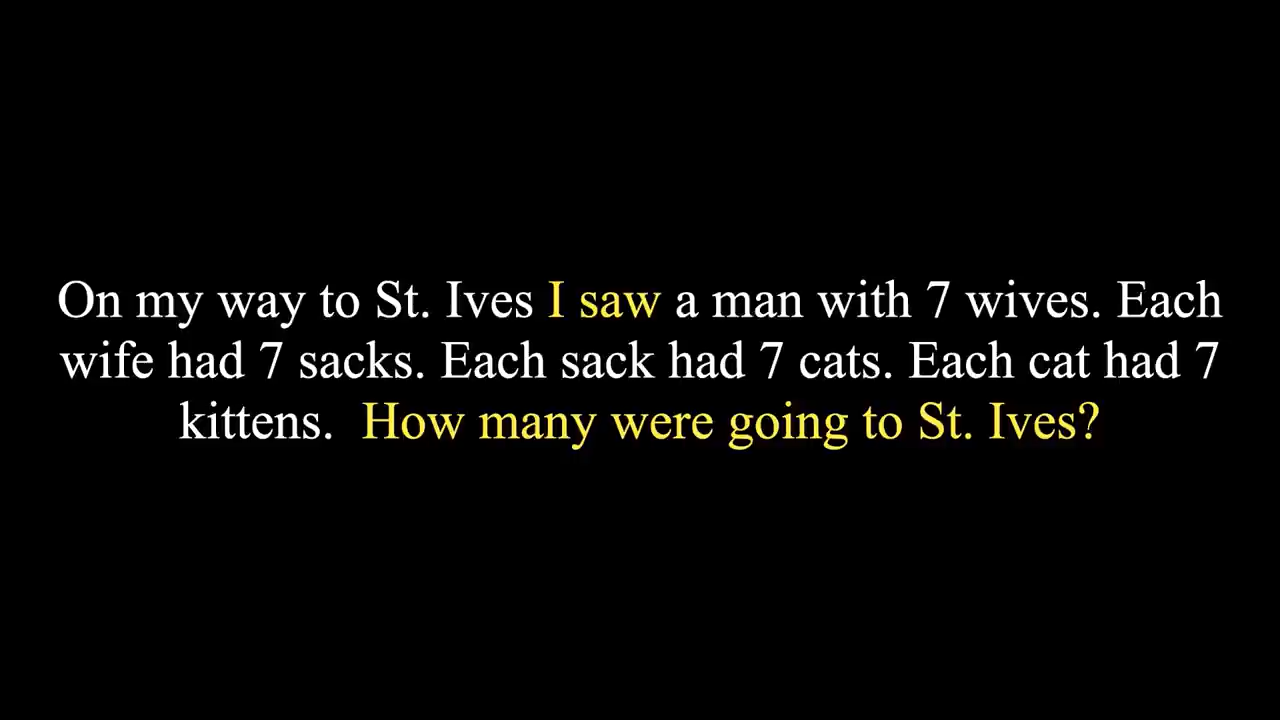 On my way to St. Ives I saw a man with 7 wives. Each
wife had 7 sacks. Each sack had 7 cats. Each cat had 7
kittens.  How many were going to St. Ives?